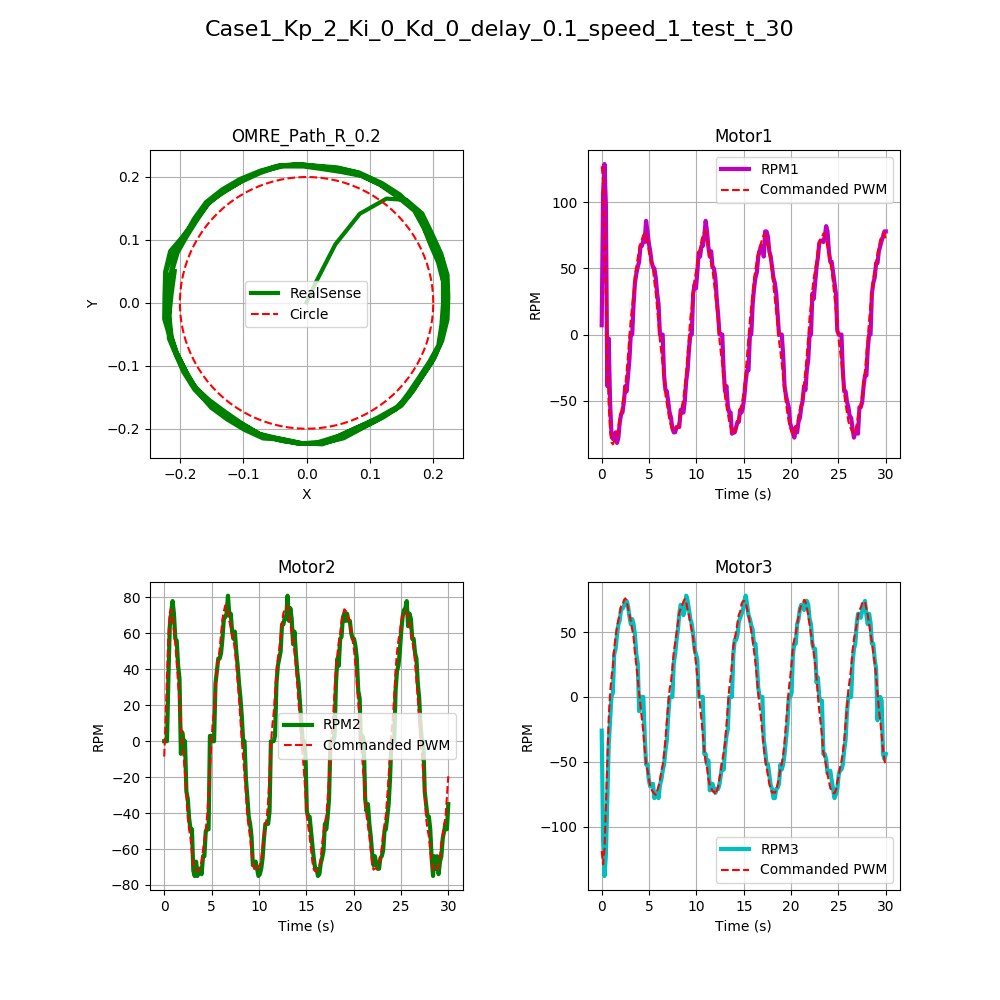 Case1_Kp_2_Ki_0_Kd_0_delay_0.1_speed_1_test_t_30
OMRE_Path_R_0.2
0.2
0.1
0.0
−0.1
−0.2
Y
RealSense
Circle
−0.2 −0.1 0.0 0.1 0.2
X
Motor1
100
50
0
−50
RPM
RPM1
Commanded PWM
0 5 10 15 20 25 30
Time (s)
Motor2
80
60
40
20
0
−20
−40
−60
−80
RPM
RPM2
Commanded PWM
0 5 10 15 20 25 30
Time (s)
Motor3
50
0
−50
−100
RPM
RPM3
Commanded PWM
0 5 10 15 20 25 30
Time (s)